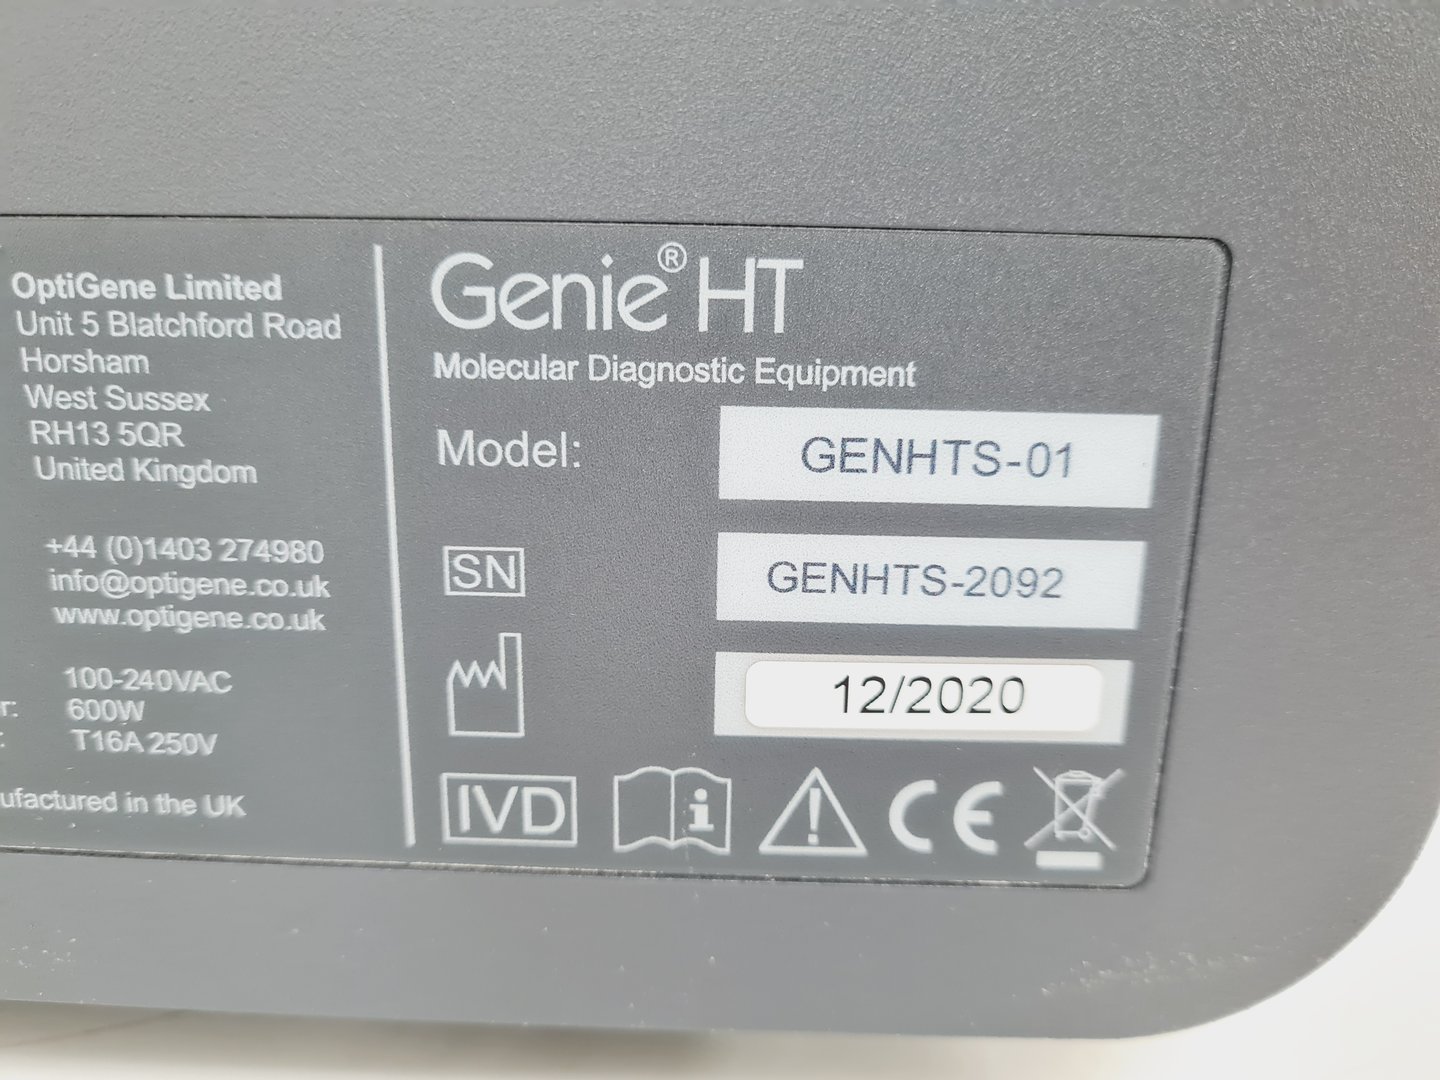 OptiGene Limited
Unit 5 Blatchford Road
Horsham
West Sussex
RH13 5QR
United Kingdom
+44 (0)1403 274980
info@optigene.co.uk
www.optigene.co.uk
100-240VAC
r: 600W
: T16A 250V
ufactured in the UK
Genie® HT
Molecular Diagnostic Equipment
Model: GENHTS-01
SN GENHTS-2092
12/2020
IVD i ! CE